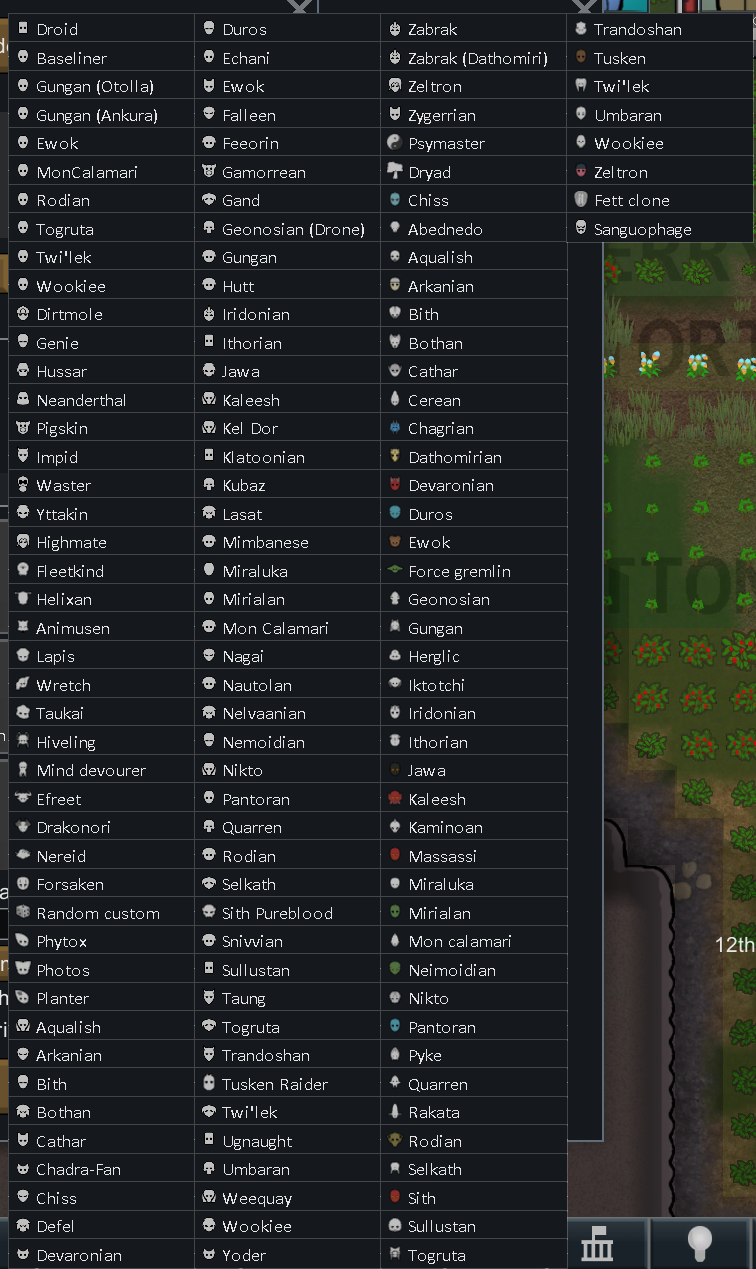 Droid
Baseliner
Gungan (Otolla)
Gungan (Ankura)
Ewok
MonCalamari
Rodian
Togruta
Twi'lek
Wookiee
Dirtmole
Genie
Hussar
Neanderthal
Pigskin
Impid
Waster
Yttakin
Highmate
Fleetkind
Helixan
Animusen
Lapis
Wretch
Taukai
Hiveling
Mind devourer
Efreet
Drakonori
Nereid
Forsaken
Random custom
Phytox
Photos
Planter
Aqualish
Arkanian
Bith
Bothan
Cathar
Chadra-Fan
Chiss
Defel
Devaronian
Duros
Echani
Ewok
Falleen
Feeorin
Gamorrean
Gand
Geonosian (Drone)
Gungan
Hutt
Iridonian
Ithorian
Jawa
Kaleesh
Kel Dor
Klatoonian
Kubaz
Lasat
Mimbanese
Miraluka
Mirialan
Mon Calamari
Nagai
Nautolan
Nelvaanian
Nemoidian
Nikto
Pantoran
Quarren
Rodian
Selkath
Sith Pureblood
Snivvian
Sullustan
Taung
Togruta
Trandoshan
Tusken Raider
Twi'lek
Ugnaught
Umbaran
Weequay
Wookiee
Yoder
Zabrak
Zabrak (Dathomiri)
Zeltron
Zygerrian
Psymaster
Dryad
Chiss
Abednedo
Aqualish
Arkanian
Bith
Bothan
Cathar
Cerean
Chagrian
Dathomirian
Devaronian
Duros
Ewok
Force gremlin
Geonosian
Gungan
Herglic
Iktotchi
Iridonian
Ithorian
Jawa
Kaleesh
Kaminoan
Massassi
Miraluka
Mirialan
Mon calamari
Neimoidian
Nikto
Pantoran
Pyke
Quarren
Rakata
Rodian
Selkath
Sith
Sullustan
Togruta
Trandoshan
Tusken
Twi'lek
Umbaran
Wookiee
Zeltron
Fett clone
Sanguophage
12th